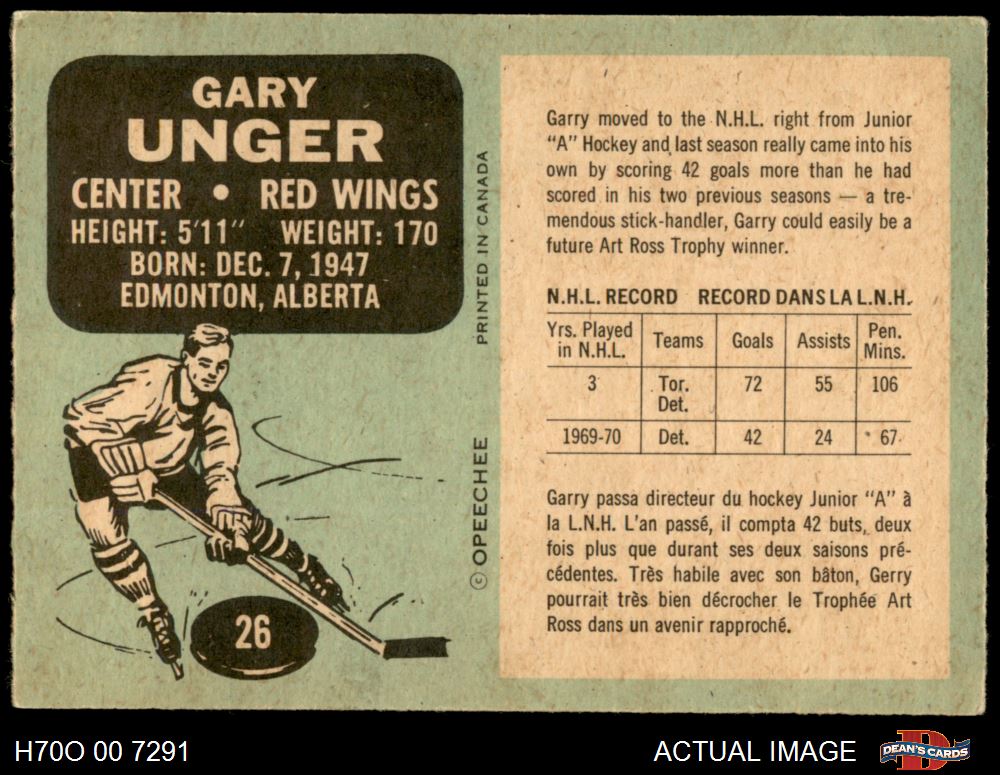 GARY
UNGER
CENTER • RED WINGS
HEIGHT: 5'11" WEIGHT: 170
BORN: DEC. 7, 1947
EDMONTON, ALBERTA
26
PRINTED IN CANADA
© OPEECHEE
Garry moved to the N.H.L. right from Junior
"A" Hockey and last season really came into his
own by scoring 42 goals more than he had
scored in his two previous seasons — a tre-
mendous stick-handler, Garry could easily be a
future Art Ross Trophy winner.
N.H.L. RECORD RECORD DANS LA L.N.H.
Yrs. Played in N.H.L. Teams Goals Assists Pen. Mins.
3 Tor. Det. 72 55 106
1969-70 Det. 42 24 67
Garry passa directeur du hockey Junior "A" à
la L.N.H. L'an passé, il compta 42 buts, deux
fois plus que durant ses deux saisons pré-
cédentes. Très habile avec son bâton, Gerry
pourrait très bien décrocher le Trophée Art
Ross dans un avenir rapproché.
H70O 00 7291
ACTUAL IMAGE
DEAN'S CARDS